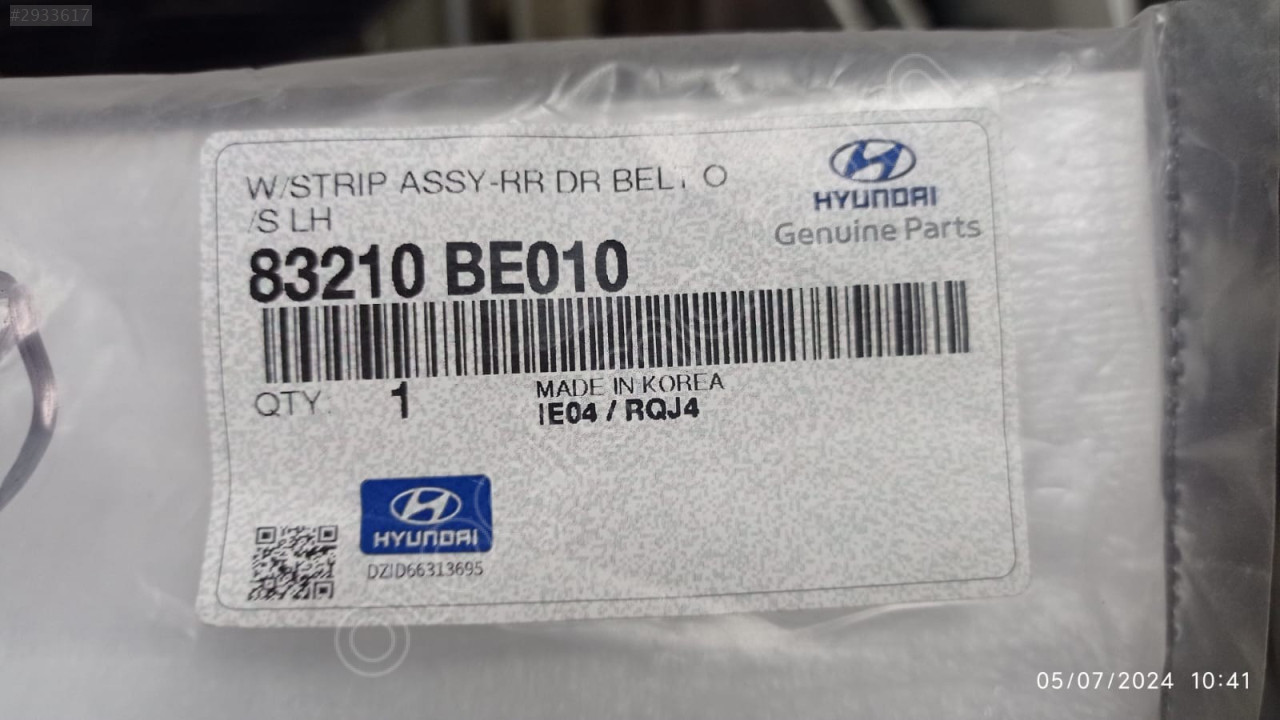 #2933617
W/STRIP ASSY-RR DR BELT O
/S LH
HYUNDAI
Genuine Parts
83210 BE010
QTY. 1
MADE IN KOREA
IE04 / RQJ4
HYUNDAI
DZID66313695
05/07/2024 10:41